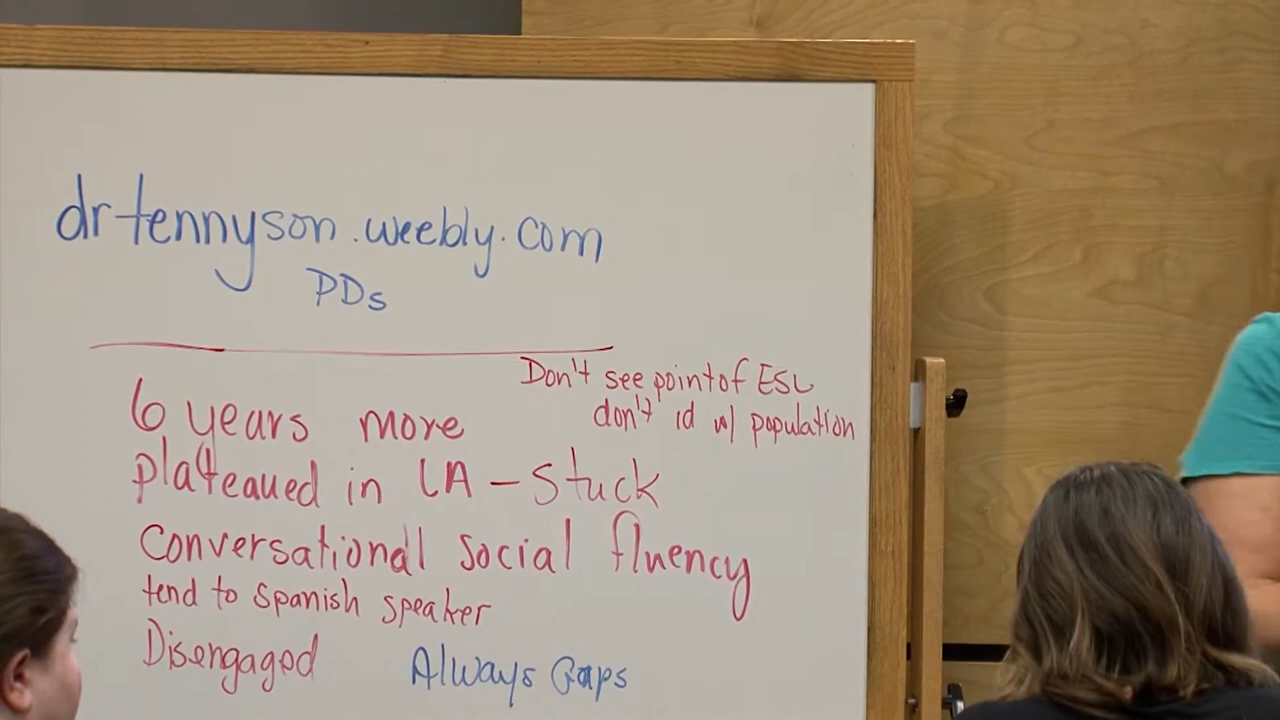 drtennyson.weebly.com
PDs
Don't see point of ESL
don't id w/ population
6 years more
plateaued in LA - Stuck
Conversational social fluency
tend to Spanish speaker
Disengaged
Always Gaps